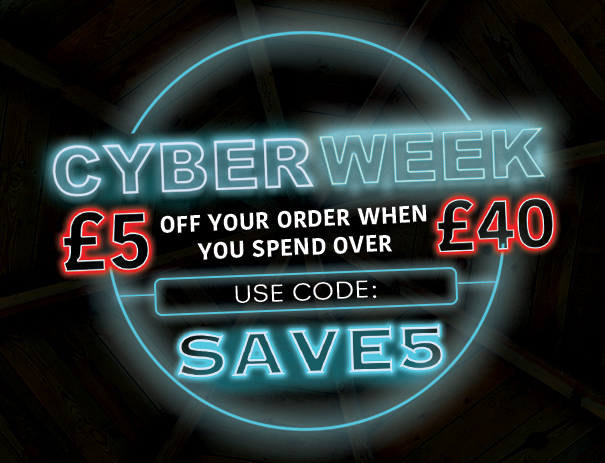 CYBER WEEK
£5 OFF YOUR ORDER WHEN £40
YOU SPEND OVER
USE CODE:
SAVE5